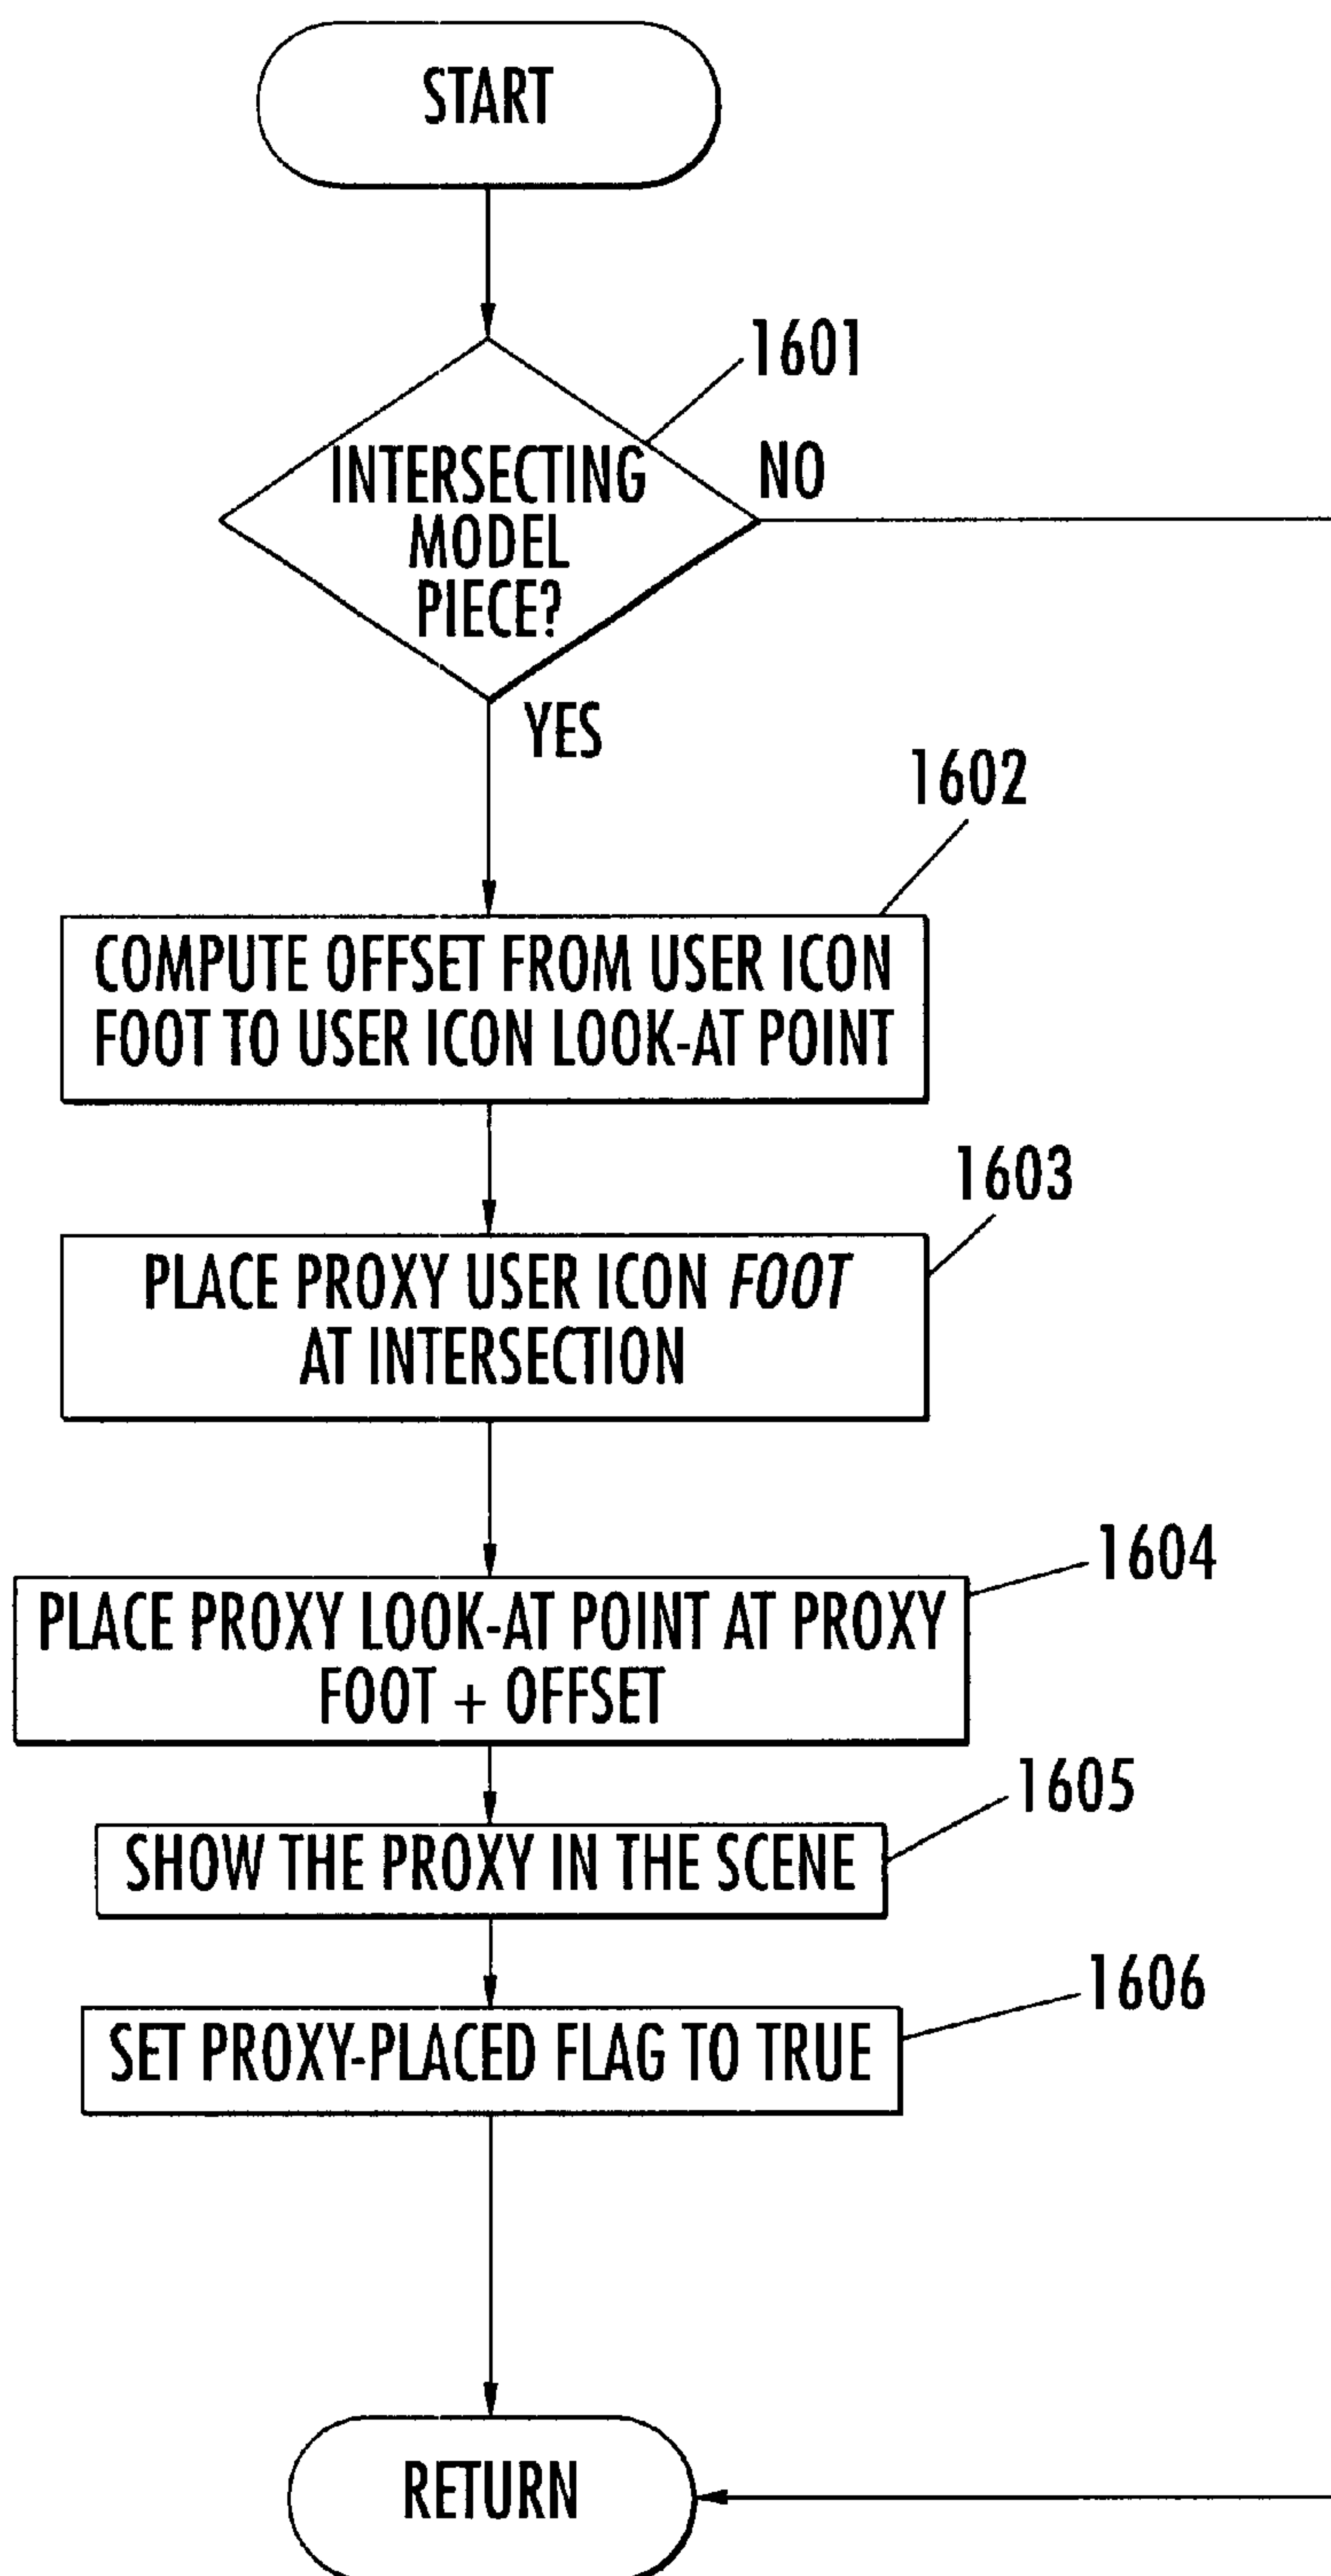 START
1601
INTERSECTING
MODEL
PIECE?
NO
YES
1602
COMPUTE OFFSET FROM USER ICON
FOOT TO USER ICON LOOK-AT POINT
1603
PLACE PROXY USER ICON FOOT
AT INTERSECTION
1604
PLACE PROXY LOOK-AT POINT AT PROXY
FOOT + OFFSET
1605
SHOW THE PROXY IN THE SCENE
1606
SET PROXY-PLACED FLAG TO TRUE
RETURN